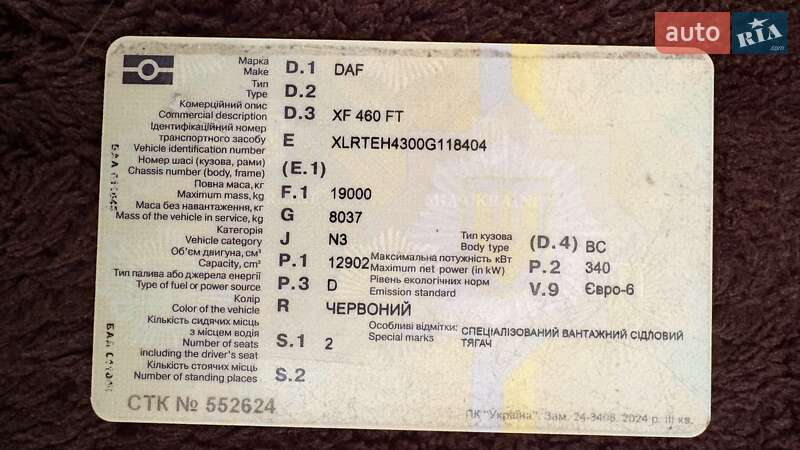 auto RIA.com
Марка
Make D.1 DAF
Тип
Type D.2
Комерційний опис
Commercial description D.3 XF 460 FT
Ідентифікаційний номер
транспортного засобу E XLRTEH4300G118404
Vehicle identification number
Номер шасі (кузова, рами)
Chassis number (body, frame) (E.1)
Повна маса, кг
Maximum mass, kg F.1 19000
Маса без навантаження, кг
Mass of the vehicle in service, kg G 8037
Категорія
Vehicle category J N3
Тип кузова
Body type (D.4) BC
Об'єм двигуна, см³
Capacity, cm³ P.1 12902
Максимальна потужність кВт
Maximum net power (in kW) P.2 340
Тип палива або джерела енергії
Type of fuel or power source P.3 D
Рівень екологічних норм
Emission standard V.9 Євро-6
Колір
Color of the vehicle R ЧЕРВОНИЙ
Кількість сидячих місць
з місцем водія
Number of seats S.1 2
including the driver's seat
Особливі відмітки: СПЕЦІАЛІЗОВАНИЙ ВАНТАЖНИЙ СІДЛОВИЙ
Special marks ТЯГАЧ
Кількість стоячих місць
Number of standing places S.2
СТК № 552624
ПК "Україна". Зам. 24-3408. 2024 р. III кв.